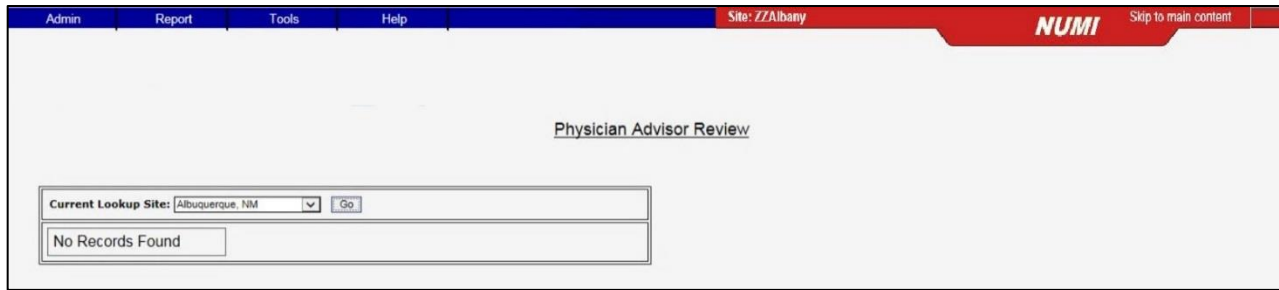 Admin Report Tools Help Site: ZZAlbany NUMI Skip to main content
Physician Advisor Review
Current Lookup Site: Albuquerque, NM Go
No Records Found